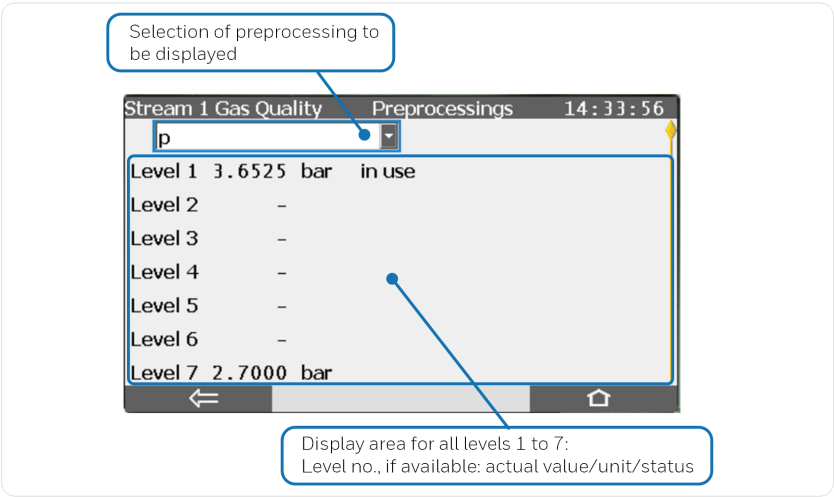 Selection of preprocessing to
be displayed
Stream 1 Gas Quality Preprocessings 14:33:56
p
Level 1 3.6525 bar in use
Level 2 –
Level 3 –
Level 4 –
Level 5 –
Level 6 –
Level 7 2.7000 bar
Display area for all levels 1 to 7:
Level no., if available: actual value/unit/status